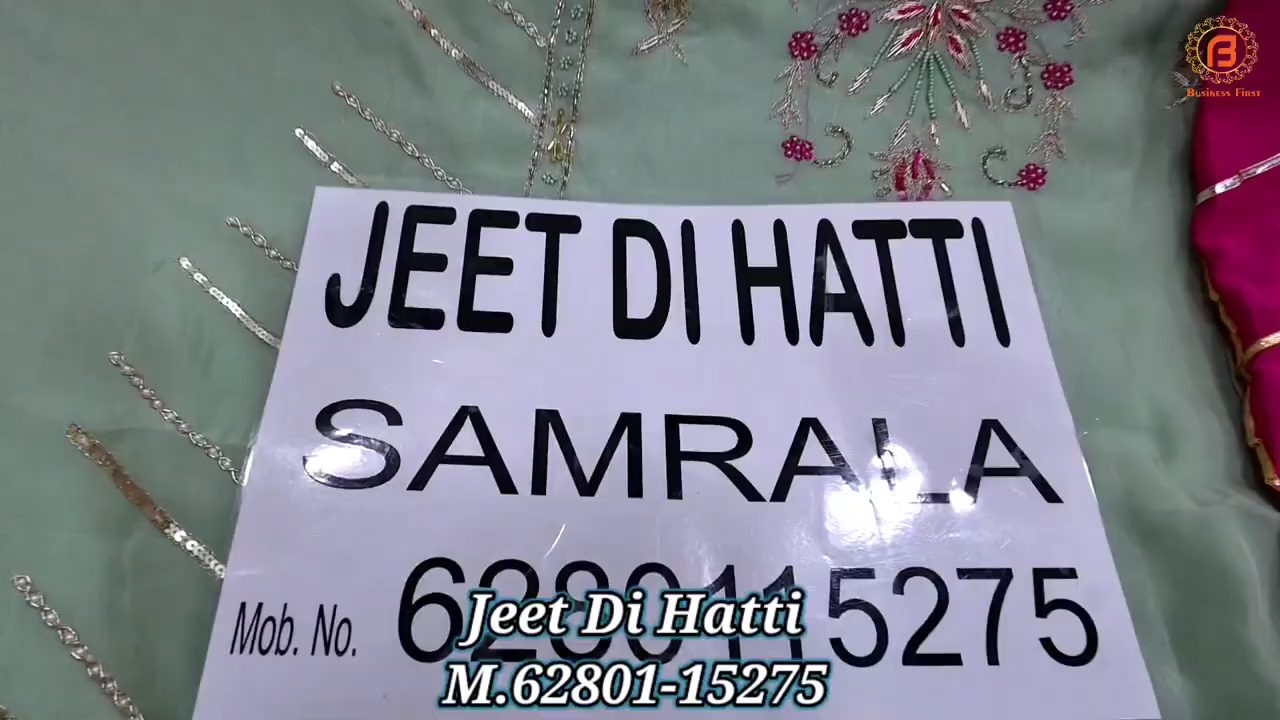 BUSINESS FIRST
JEET DI HATTI
SAMRALA
Mob. No. 6280115275
Jeet Di Hatti
M.62801-15275